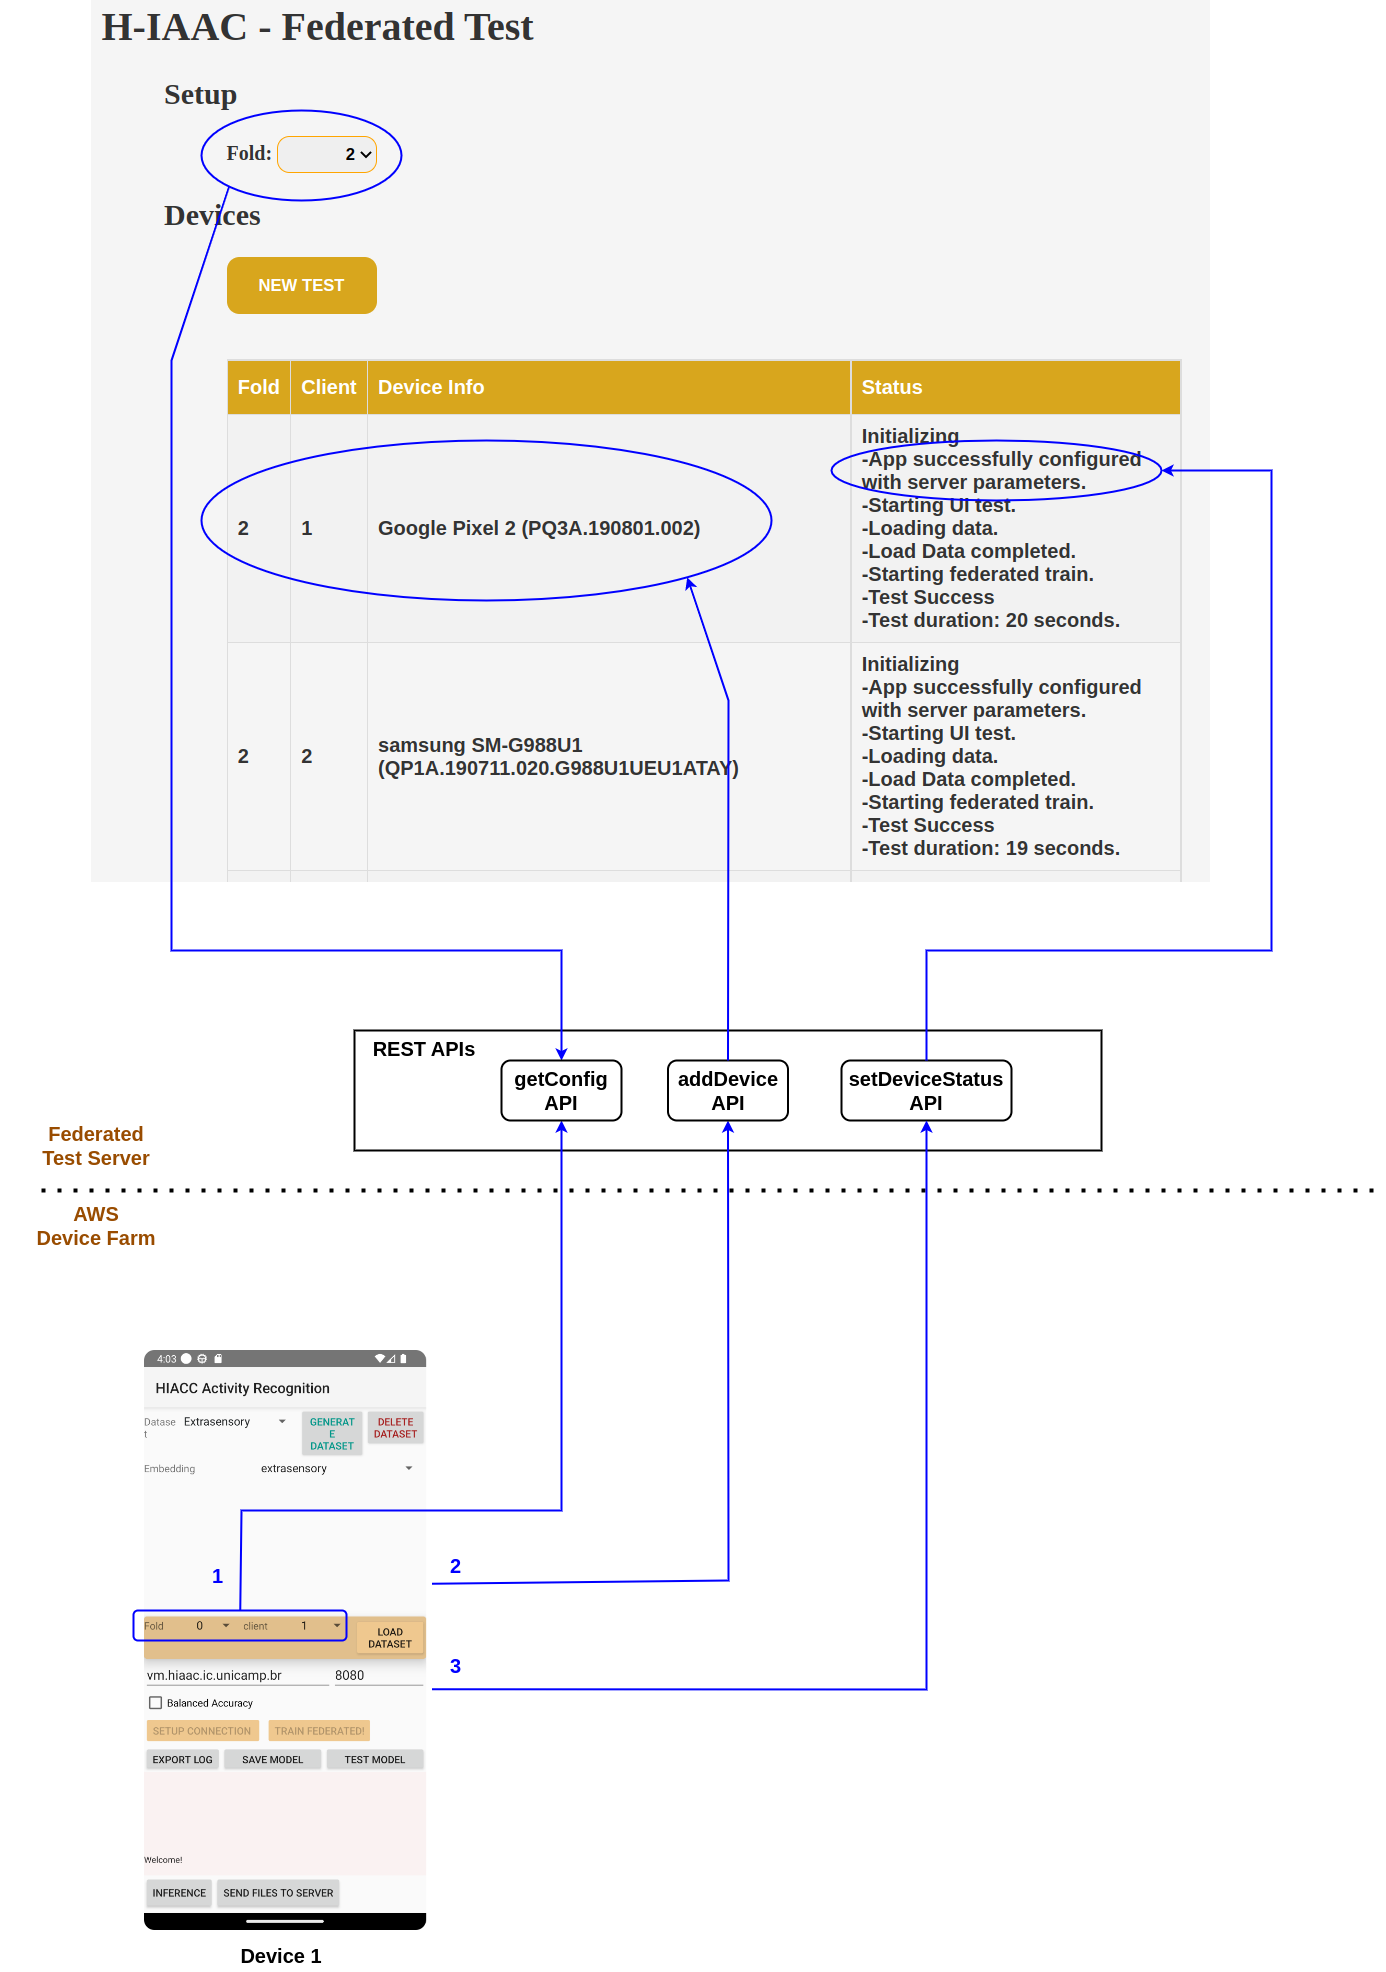 H-IAAC - Federated Test
Setup
Fold: 2
Devices
NEW TEST
Fold Client Device Info Status
2 1 Google Pixel 2 (PQ3A.190801.002)
Initializing
-App successfully configured
with server parameters.
-Starting UI test.
-Loading data.
-Load Data completed.
-Starting federated train.
-Test Success
-Test duration: 20 seconds.
2 2 samsung SM-G988U1
(QP1A.190711.020.G988U1UEU1ATAY)
Initializing
-App successfully configured
with server parameters.
-Starting UI test.
-Loading data.
-Load Data completed.
-Starting federated train.
-Test Success
-Test duration: 19 seconds.
REST APIs
getConfig
API
addDevice
API
setDeviceStatus
API
Federated
Test Server
AWS
Device Farm
4:03
HIACC Activity Recognition
Datase
t
Extrasensory
GENERAT
E
DATASET
DELETE
DATASET
Embedding extrasensory
1
2
Fold 0 client 1
LOAD
DATASET
3
vm.hiaac.ic.unicamp.br 8080
Balanced Accuracy
SETUP CONNECTION TRAIN FEDERATED!
EXPORT LOG SAVE MODEL TEST MODEL
Welcome!
INFERENCE SEND FILES TO SERVER
Device 1